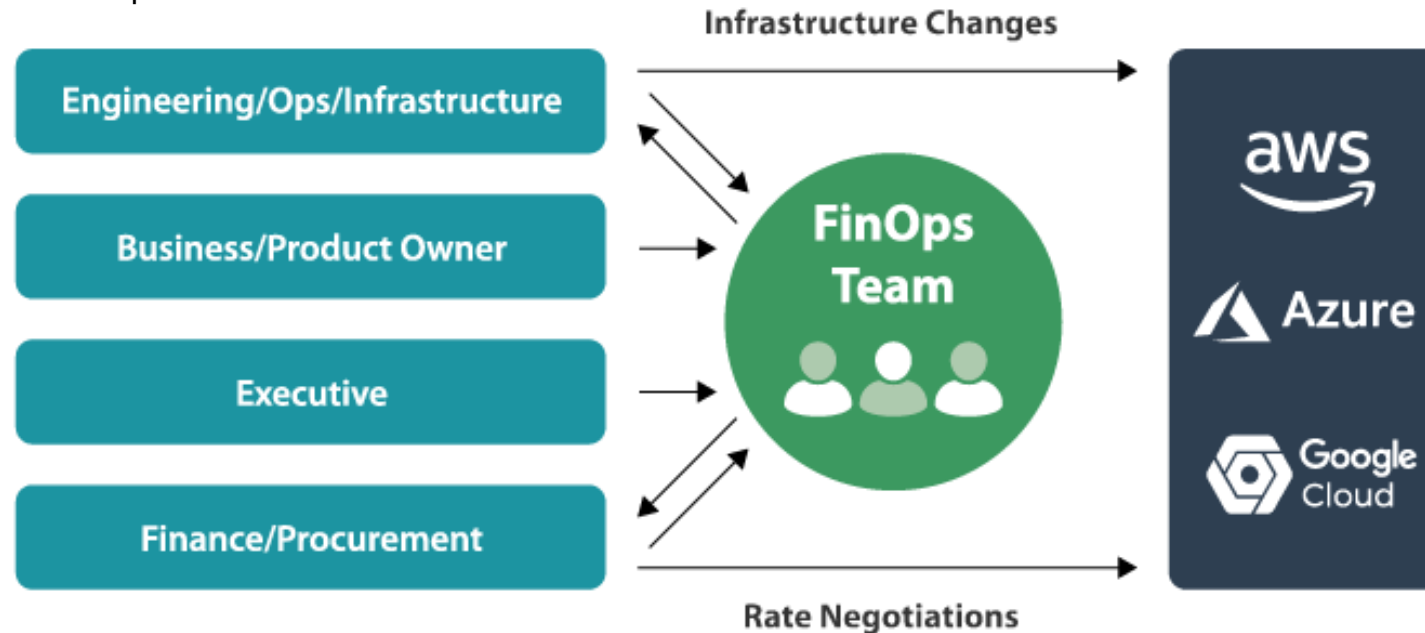 Infrastructure Changes
Engineering/Ops/Infrastructure
Business/Product Owner
Executive
Finance/Procurement
FinOps
Team
aws
Azure
Google
Cloud
Rate Negotiations